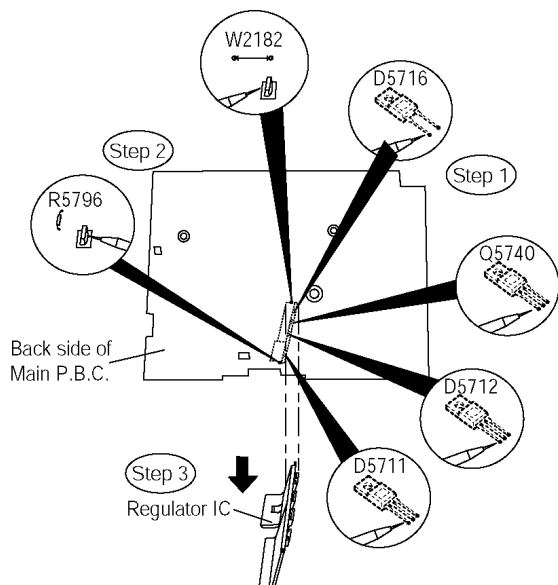 W2182
D5716
Step 2
Step 1
R5796
Q5740
Back side of
Main P.B.C.
D5712
Step 3
D5711
Regulator IC